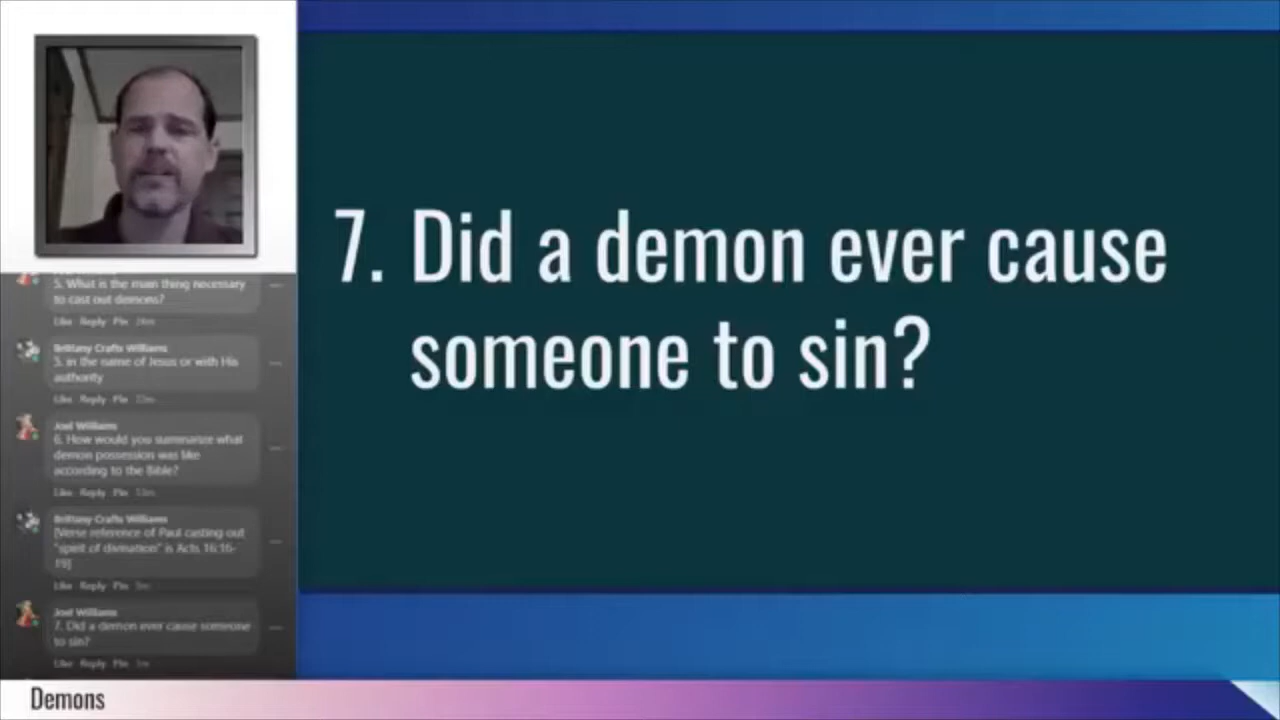 7. Did a demon ever cause
someone to sin?
5. What is the main thing necessary
to cast out demons?
Like Reply Pin 24m
Brittany Crafts Williams
5. in the name of Jesus or with His
authority
Like Reply Pin
Joel Williams
6. How would you summarize what
demon possession was like
according to the Bible?
Like Reply Pin
Brittany Crafts Williams
[Verse reference of Paul casting out
"spirit of divination" is Acts 16:16-
19]
Like Reply Pin
Joel Williams
7. Did a demon ever cause someone
to sin?
Like Reply Pin
Demons